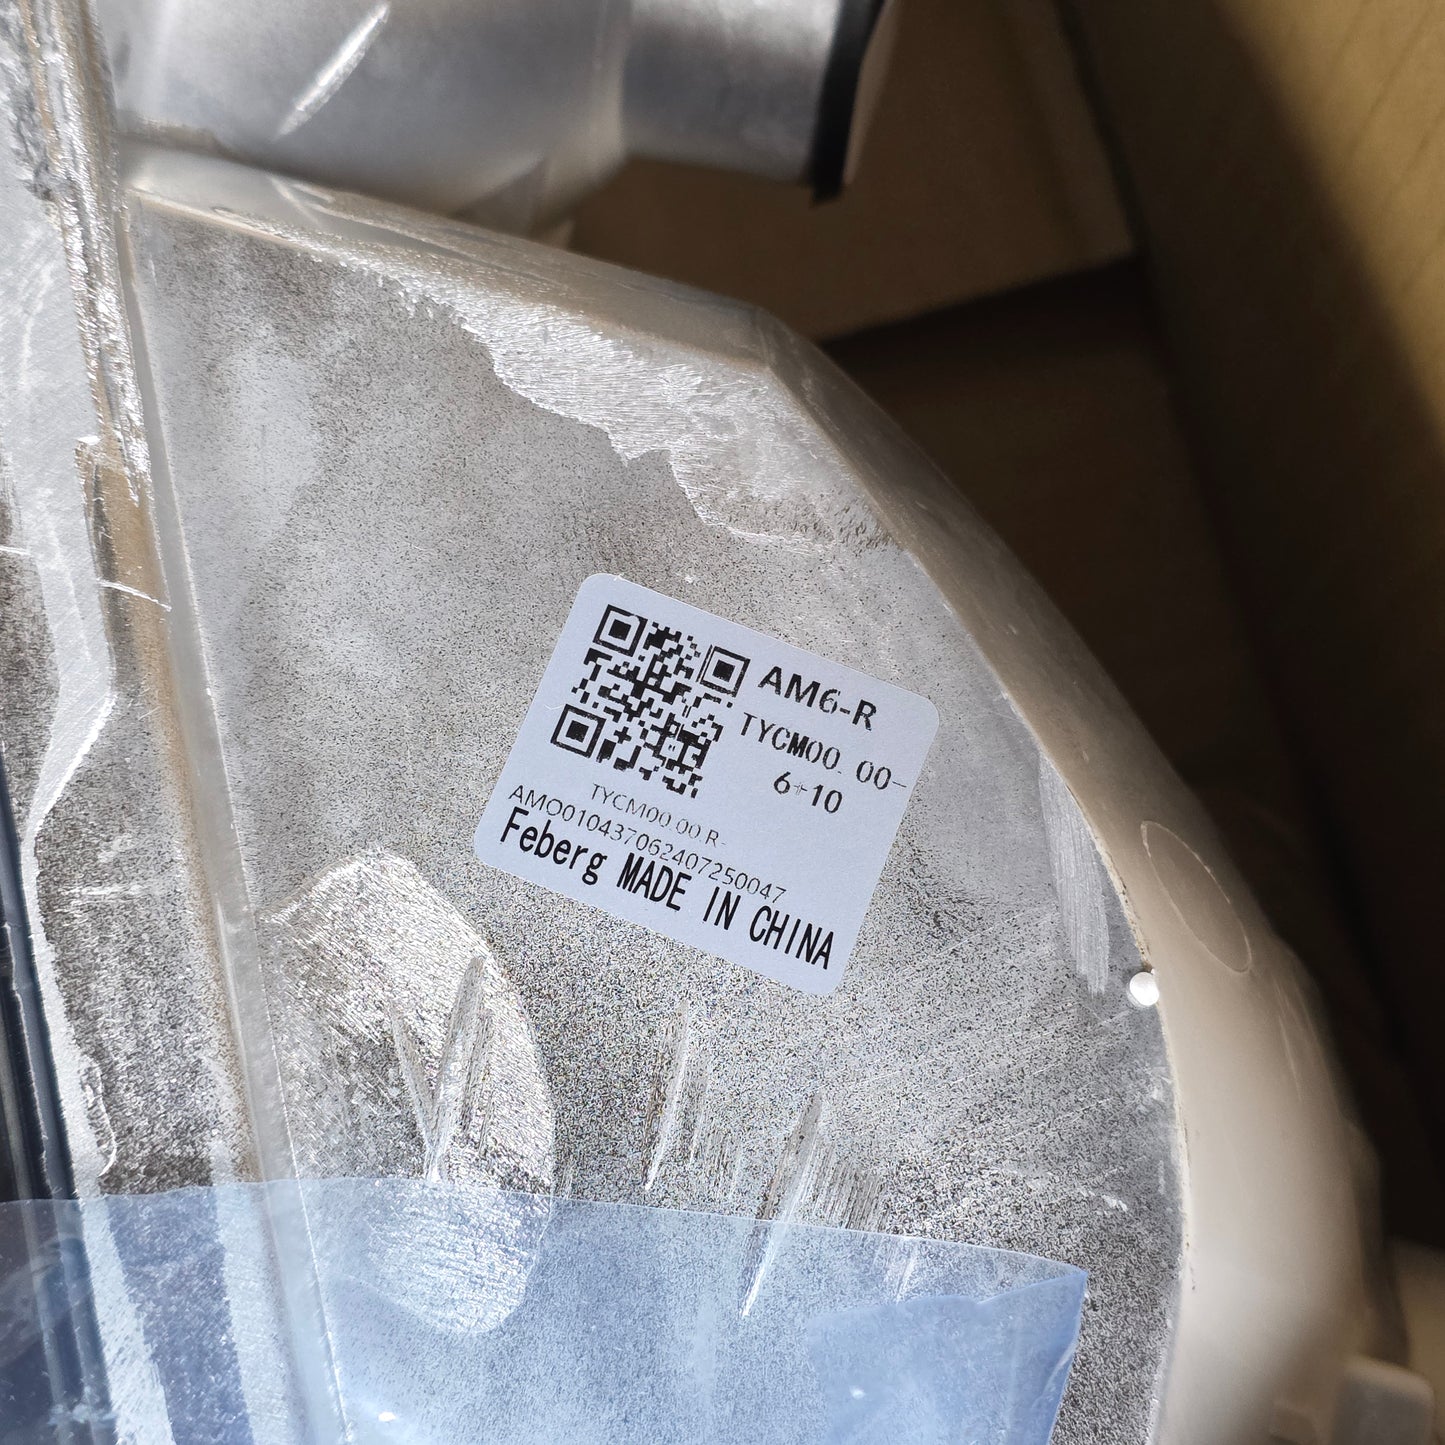 AM6-R
TYCM00.00-
6+10
TYCM00.00.R-
AMO010437062407250047
Feberg MADE IN CHINA